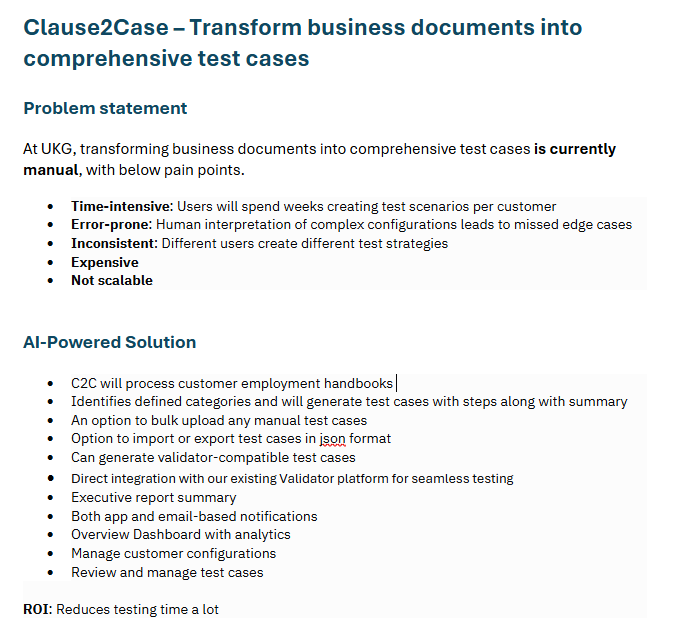 Clause2Case – Transform business documents into
comprehensive test cases
Problem statement
At UKG, transforming business documents into comprehensive test cases is currently
manual, with below pain points.
• Time-intensive: Users will spend weeks creating test scenarios per customer
• Error-prone: Human interpretation of complex configurations leads to missed edge cases
• Inconsistent: Different users create different test strategies
• Expensive
• Not scalable
AI-Powered Solution
• C2C will process customer employment handbooks
• Identifies defined categories and will generate test cases with steps along with summary
• An option to bulk upload any manual test cases
• Option to import or export test cases in json format
• Can generate validator-compatible test cases
• Direct integration with our existing Validator platform for seamless testing
• Executive report summary
• Both app and email-based notifications
• Overview Dashboard with analytics
• Manage customer configurations
• Review and manage test cases
ROI: Reduces testing time a lot